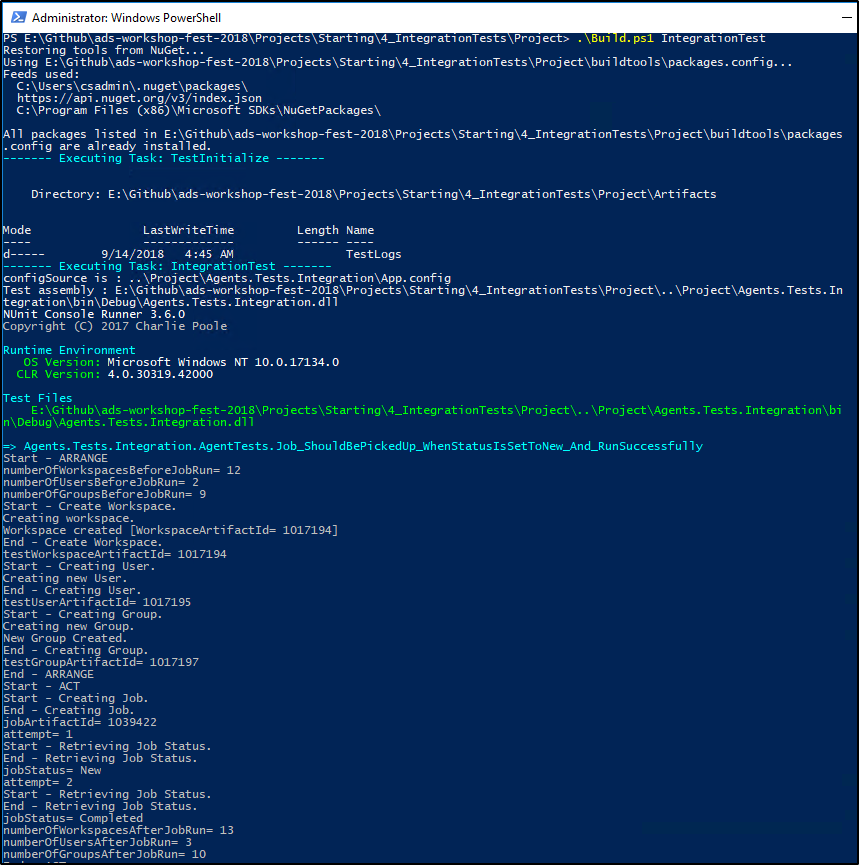 Administrator: Windows PowerShell
PS E:\Github\ads-workshop-fest-2018\Projects\Starting\4_IntegrationTests\Project> .\Build.ps1 IntegrationTest
Restoring tools from NuGet...
Using E:\Github\ads-workshop-fest-2018\Projects\Starting\4_IntegrationTests\Project\buildtools\packages.config...
Feeds used:
  C:\Users\csadmin\.nuget\packages\
  https://api.nuget.org/v3/index.json
  C:\Program Files (x86)\Microsoft SDKs\NuGetPackages\
All packages listed in E:\Github\ads-workshop-fest-2018\Projects\Starting\4_IntegrationTests\Project\buildtools\packages
.config are already installed.
------- Executing Task: TestInitialize -------
    Directory: E:\Github\ads-workshop-fest-2018\Projects\Starting\4_IntegrationTests\Project\Artifacts
Mode                LastWriteTime         Length Name
----                -------------         ------ ----
d-----        9/14/2018   4:45 AM                TestLogs
------- Executing Task: IntegrationTest -------
configSource is : ..\Project\Agents.Tests.Integration\App.config
Test assembly : E:\Github\ads-workshop-fest-2018\Projects\Starting\4_IntegrationTests\Project\..\Project\Agents.Tests.In
tegration\bin\Debug\Agents.Tests.Integration.dll
NUnit Console Runner 3.6.0
Copyright (C) 2017 Charlie Poole
Runtime Environment
   OS Version: Microsoft Windows NT 10.0.17134.0
  CLR Version: 4.0.30319.42000
Test Files
    E:\Github\ads-workshop-fest-2018\Projects\Starting\4_IntegrationTests\Project\..\Project\Agents.Tests.Integration\bi
n\Debug\Agents.Tests.Integration.dll
=> Agents.Tests.Integration.AgentTests.Job_ShouldBePickedUp_WhenStatusIsSetToNew_And_RunSuccessfully
Start - ARRANGE
numberOfWorkspacesBeforeJobRun= 12
numberOfUsersBeforeJobRun= 2
numberOfGroupsBeforeJobRun= 9
Start - Create Workspace.
Creating workspace.
Workspace created [WorkspaceArtifactId= 1017194]
End - Create Workspace.
testWorkspaceArtifactId= 1017194
Start - Creating User.
Creating new User.
End - Creating User.
testUserArtifactId= 1017195
Start - Creating Group.
Creating new Group.
New Group Created.
End - Creating Group.
testGroupArtifactId= 1017197
End - ARRANGE
Start - ACT
Start - Creating Job.
End - Creating Job.
jobArtifactId= 1039422
attempt= 1
Start - Retrieving Job Status.
End - Retrieving Job Status.
jobStatus= New
attempt= 2
Start - Retrieving Job Status.
End - Retrieving Job Status.
jobStatus= Completed
numberOfWorkspacesAfterJobRun= 13
numberOfUsersAfterJobRun= 3
numberOfGroupsAfterJobRun= 10